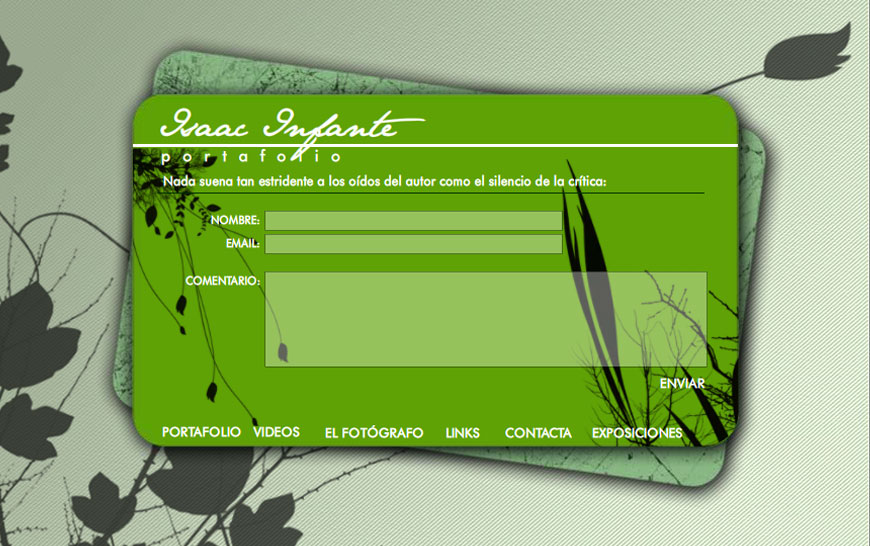 Isaac Infante
portafolio
Nada suena tan estridente a los oídos del autor como el silencio de la crítica:
NOMBRE:
EMAIL:
COMENTARIO:
ENVIAR
PORTAFOLIO VIDEOS EL FOTÓGRAFO LINKS CONTACTA EXPOSICIONES